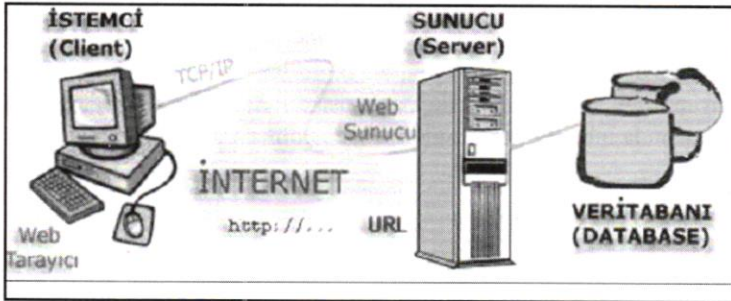 İSTEMCİ
(Client)
SUNUCU
(Server)
TCP/IP
Web
Sunucu
İNTERNET
http://...
URL
Web
Tarayıcı
VERİTABANI
(DATABASE)